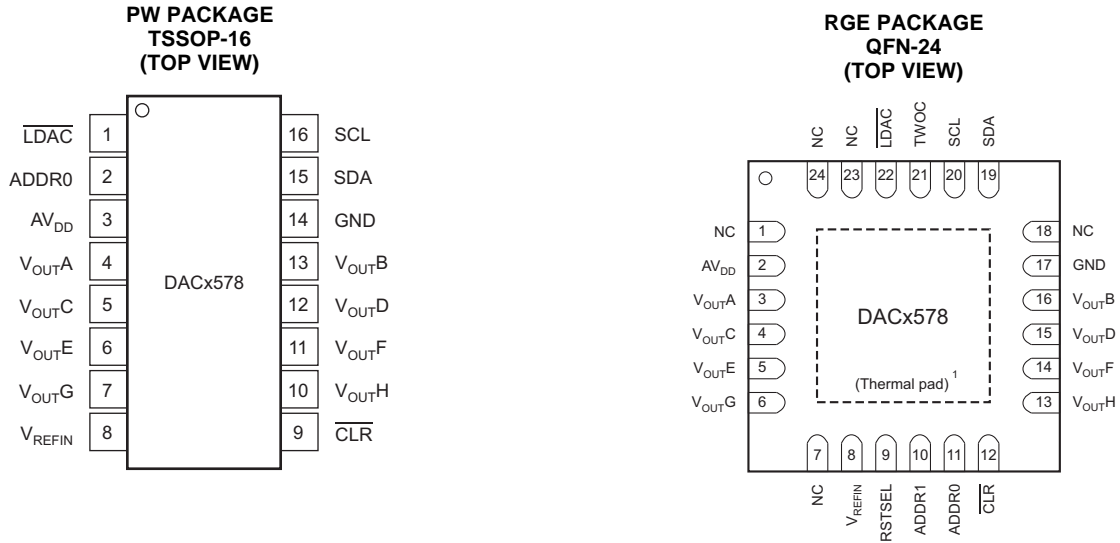 PW PACKAGE
TSSOP-16
(TOP VIEW)
LDAC 1
ADDR0 2
AVDD 3
VOUTA 4
VOUTC 5
VOUTE 6
VOUTG 7
VREFIN 8
DACx578
16 SCL
15 SDA
14 GND
13 VOUTB
12 VOUTD
11 VOUTF
10 VOUTH
9 CLR
RGE PACKAGE
QFN-24
(TOP VIEW)
NC NC LDAC TWOC SCL SDA
24 23 22 21 20 19
NC 1
AVDD 2
VOUTA 3
VOUTC 4
VOUTE 5
VOUTG 6
DACx578
(Thermal pad) 1
18 NC
17 GND
16 VOUTB
15 VOUTD
14 VOUTF
13 VOUTH
7 8 9 10 11 12
NC VREFIN RSTSEL ADDR1 ADDR0 CLR